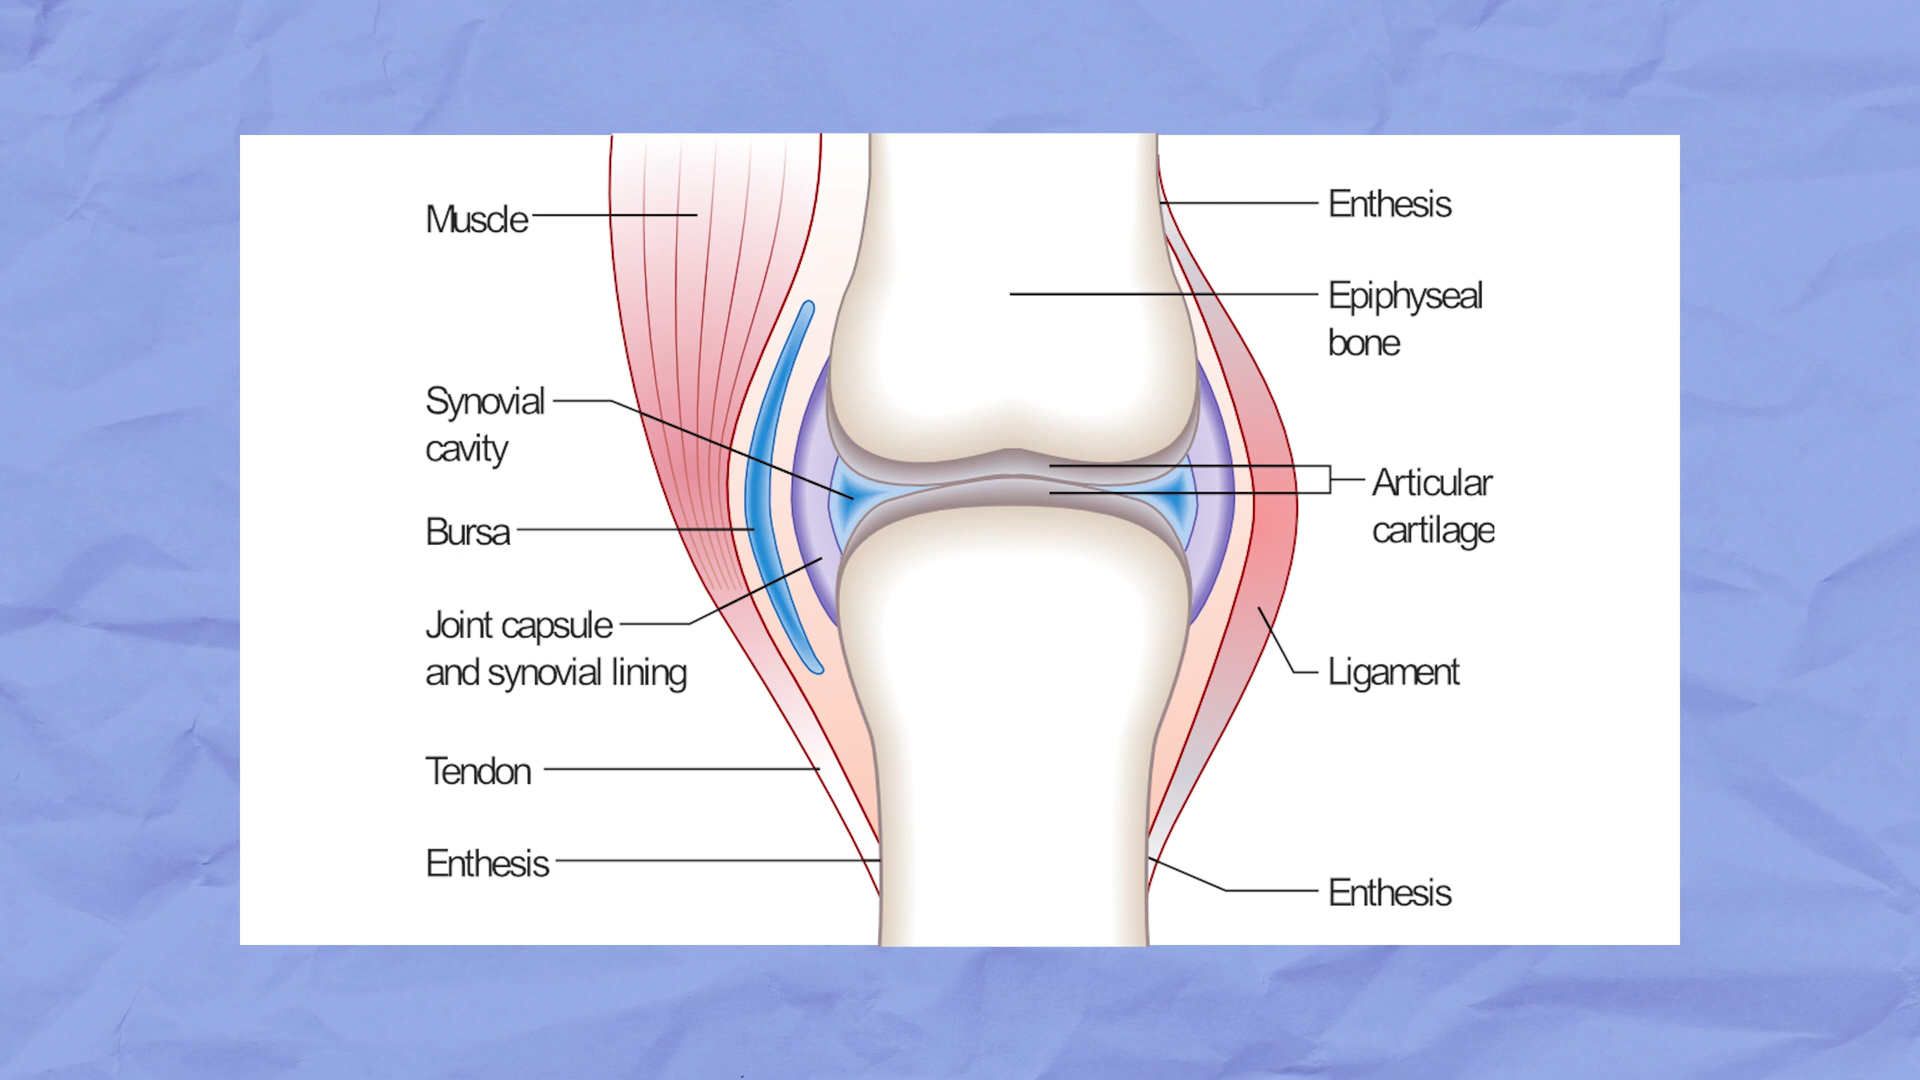 Muscle
Synovial
cavity
Bursa
Joint capsule
and synovial lining
Tendon
Enthesis
Enthesis
Epiphyseal
bone
Articular
cartilage
Ligament
Enthesis